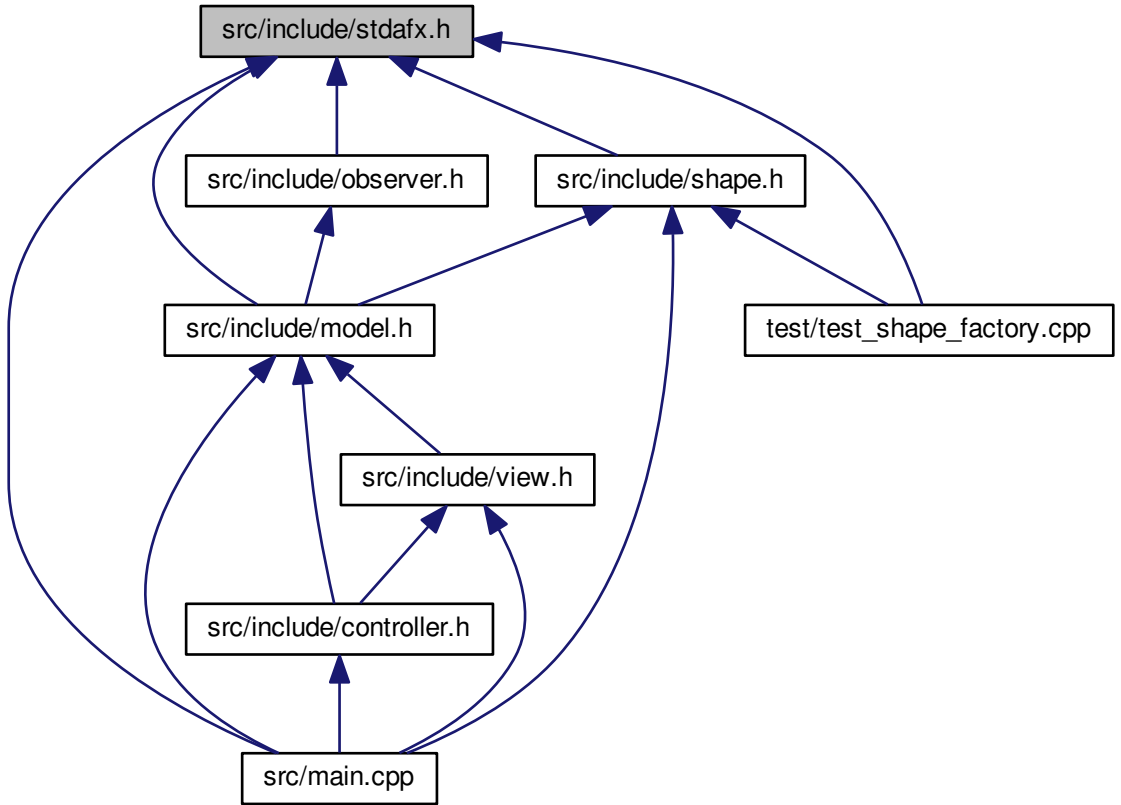 src/include/stdafx.h
src/include/observer.h
src/include/shape.h
src/include/model.h
test/test_shape_factory.cpp
src/include/view.h
src/include/controller.h
src/main.cpp